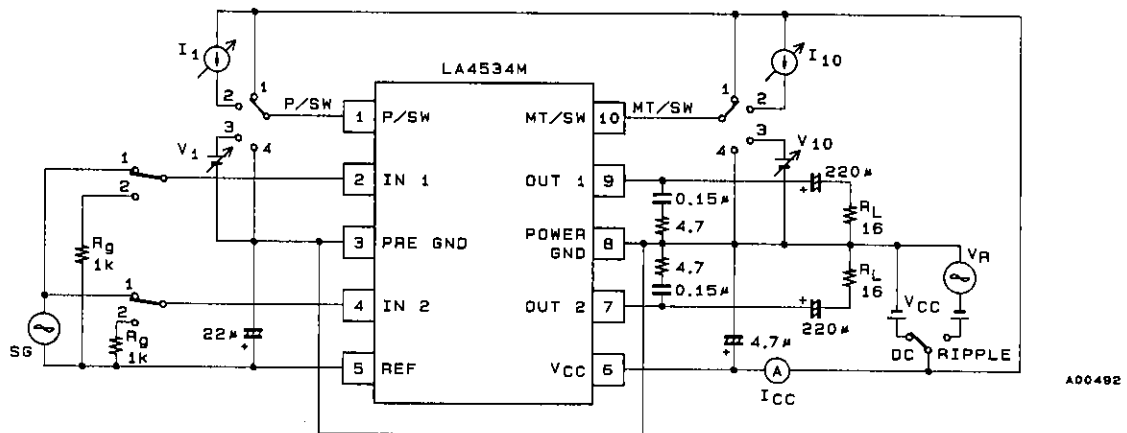 LA4534M
I1
I10
1
2
3
4
P/SW
V1
1
P/SW
MT/SW
10
MT/SW
1
2
3
4
V10
1
2
2
IN 1
OUT 1
9
0.15μ
4.7
220μ
+
RL
16
Rg
1k
3
PRE GND
POWER
GND
8
4.7
0.15μ
RL
16
VR
1
2
4
IN 2
OUT 2
7
+
220μ
VCC
SG
Rg
1k
22μ
+
4.7μ
+
DC
RIPPLE
5
REF
VCC
6
A
ICC
A00492